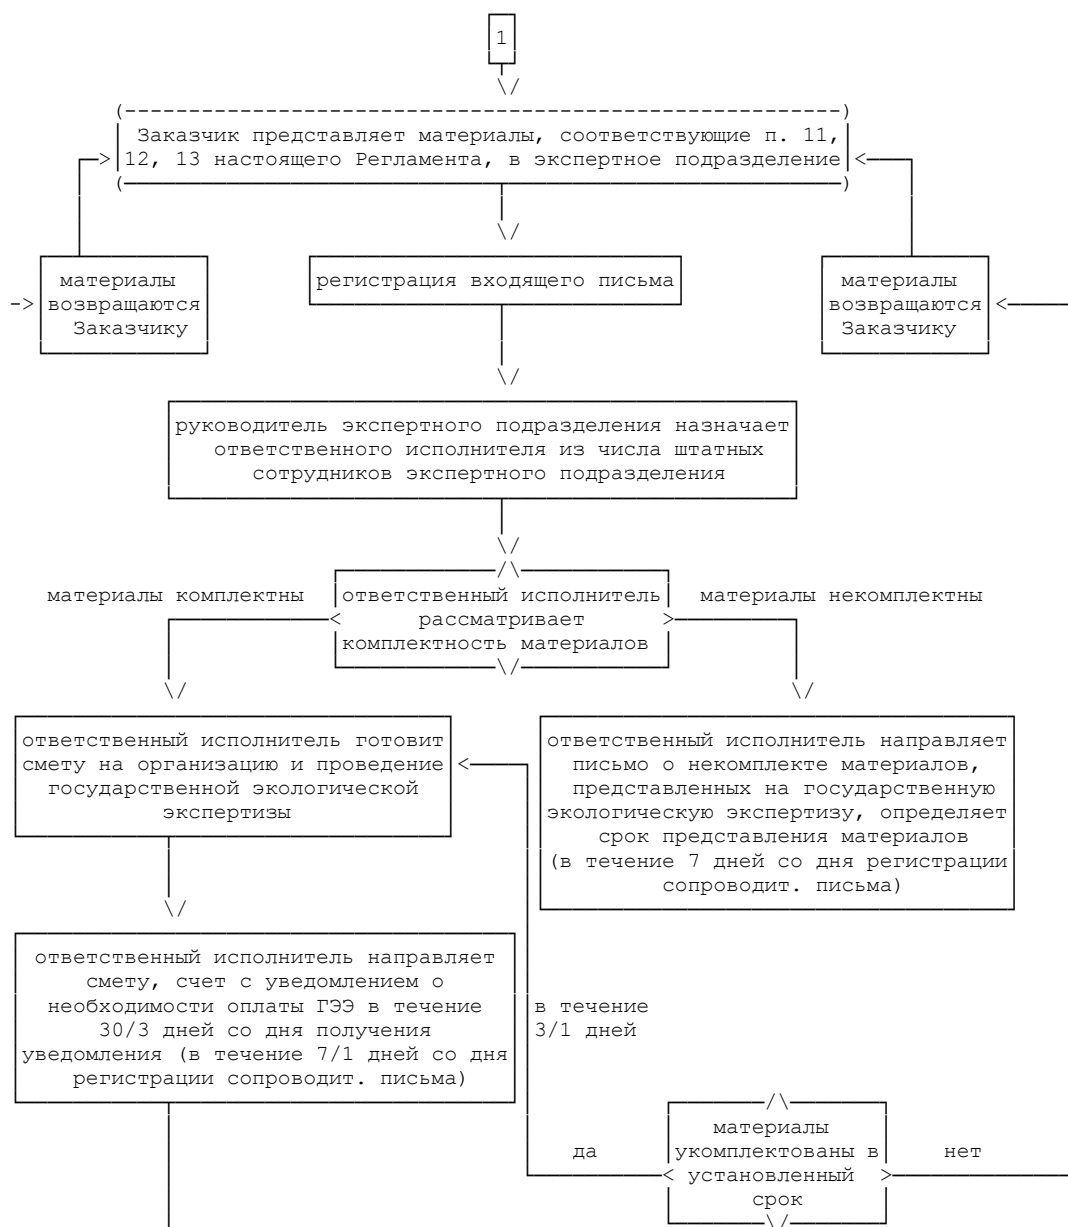 1
Заказчик представляет материалы, соответствующие п. 11,
12, 13 настоящего Регламента, в экспертное подразделение
материалы
возвращаются
Заказчику
регистрация входящего письма
материалы
возвращаются
Заказчику
руководитель экспертного подразделения назначает
ответственного исполнителя из числа штатных
сотрудников экспертного подразделения
материалы комплектны
ответственный исполнитель
рассматривает
комплектность материалов
материалы некомплектны
ответственный исполнитель готовит
смету на организацию и проведение
государственной экологической
экспертизы
ответственный исполнитель направляет
письмо о некомплекте материалов,
представленных на государственную
экологическую экспертизу, определяет
срок представления материалов
(в течение 7 дней со дня регистрации
сопроводит. письма)
ответственный исполнитель направляет
смету, счет с уведомлением о
необходимости оплаты ГЭЭ в течение
30/3 дней со дня получения
уведомления (в течение 7/1 дней со дня
регистрации сопроводит. письма)
в течение
3/1 дней
да
материалы
укомплектованы в
установленный
срок
нет